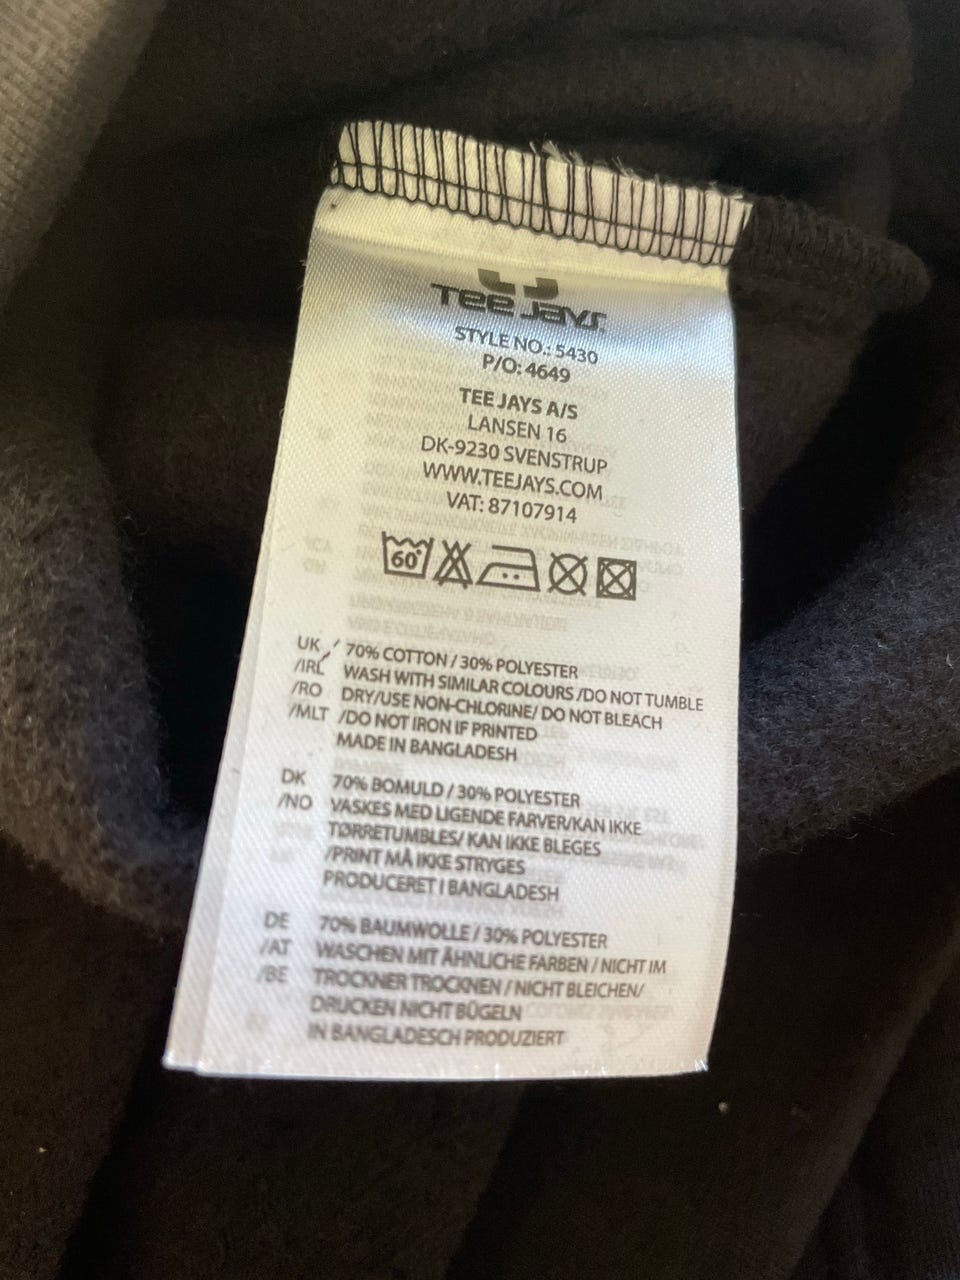 TEE JAYS
STYLE NO.: 5430
P/O: 4649
TEE JAYS A/S
LANSEN 16
DK-9230 SVENSTRUP
WWW.TEEJAYS.COM
VAT: 87107914
60°
UK 70% COTTON / 30% POLYESTER
/IRL WASH WITH SIMILAR COLOURS /DO NOT TUMBLE
/RO DRY/USE NON-CHLORINE/ DO NOT BLEACH
/MLT /DO NOT IRON IF PRINTED
MADE IN BANGLADESH
DK 70% BOMULD / 30% POLYESTER
/NO VASKES MED LIGENDE FARVER/KAN IKKE
TØRRETUMBLES/ KAN IKKE BLEGES
/PRINT MÅ IKKE STRYGES
PRODUCERET I BANGLADESH
DE 70% BAUMWOLLE / 30% POLYESTER
/AT WASCHEN MIT ÄHNLICHE FARBEN / NICHT IM
/BE TROCKNER TROCKNEN / NICHT BLEICHEN/
DRUCKEN NICHT BÜGELN
IN BANGLADESCH PRODUZIERT